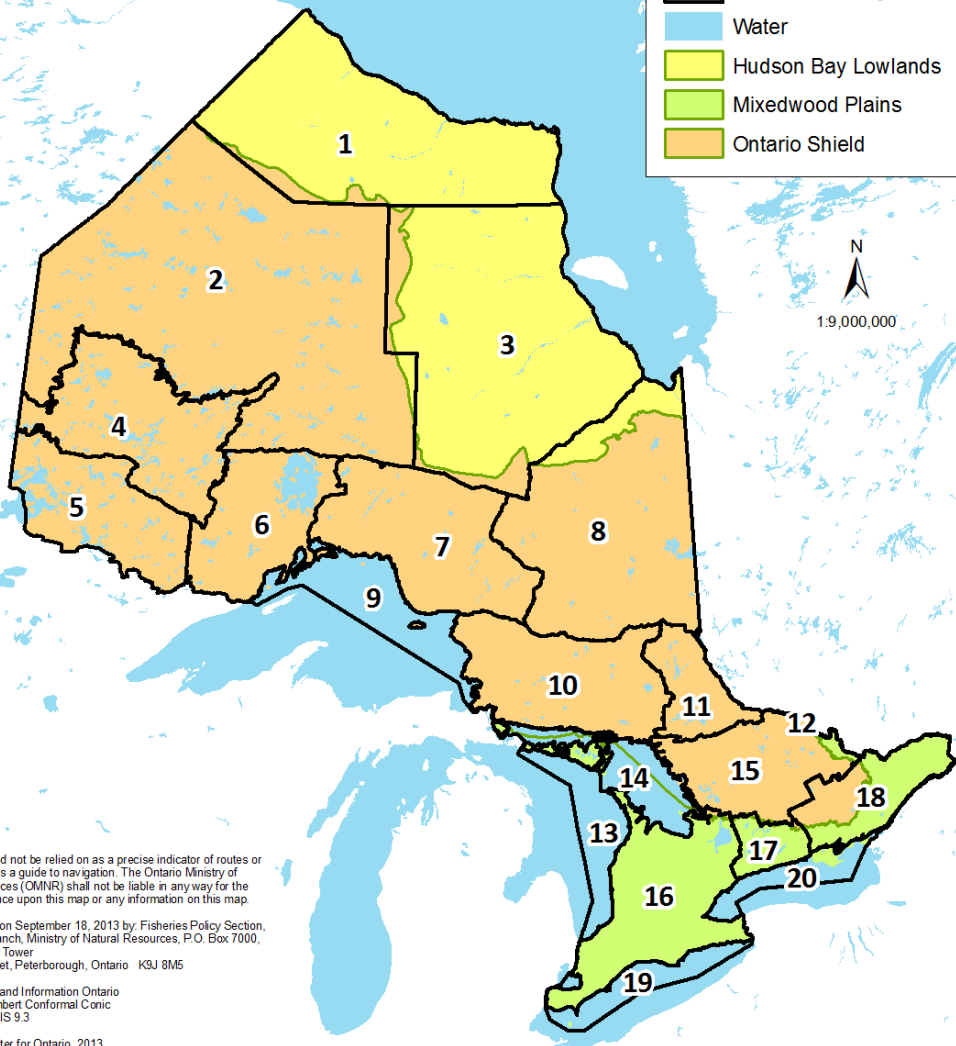 Water
Hudson Bay Lowlands
Mixedwood Plains
Ontario Shield
N
1:9,000,000
1
2
3
4
5
6
7
8
9
10
11
12
13
14
15
16
17
18
19
20
d not be relied on as a precise indicator of routes or
s a guide to navigation. The Ontario Ministry of
ces (OMNR) shall not be liable in any way for the
nce upon this map or any information on this map.
on September 18, 2013 by: Fisheries Policy Section,
anch, Ministry of Natural Resources, P.O. Box 7000,
Tower
et, Peterborough, Ontario K9J 8M5
and Information Ontario
mbert Conformal Conic
IS 9.3
ter for Ontario, 2013